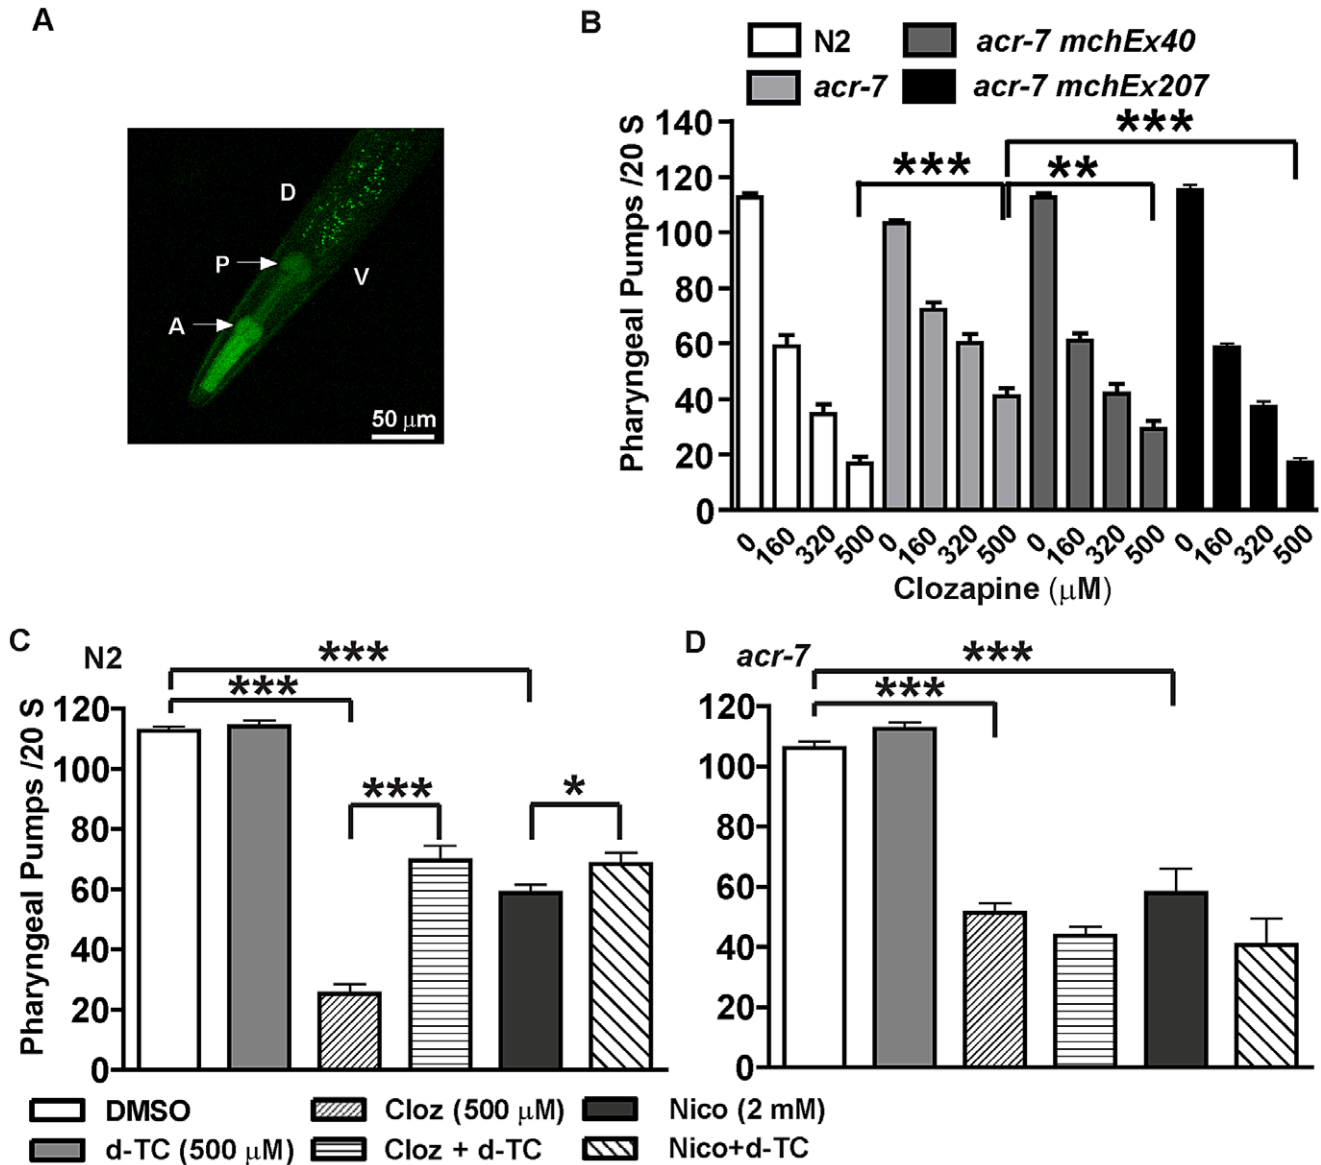 A
D
P
V
A
50 μm
B
N2
acr-7 mchEx40
acr-7
acr-7 mchEx207
Pharyngeal Pumps /20 S
140
120
100
80
60
40
20
0
***
**
***
0 160 320 500 0 160 320 500 0 160 320 500 0 160 320 500
Clozapine (μM)
C
N2
Pharyngeal Pumps /20 S
120
100
80
60
40
20
0
***
***
***
*
D
acr-7
120
100
80
60
40
20
0
***
***
DMSO
Cloz (500 μM)
Nico (2 mM)
d-TC (500 μM)
Cloz + d-TC
Nico+d-TC